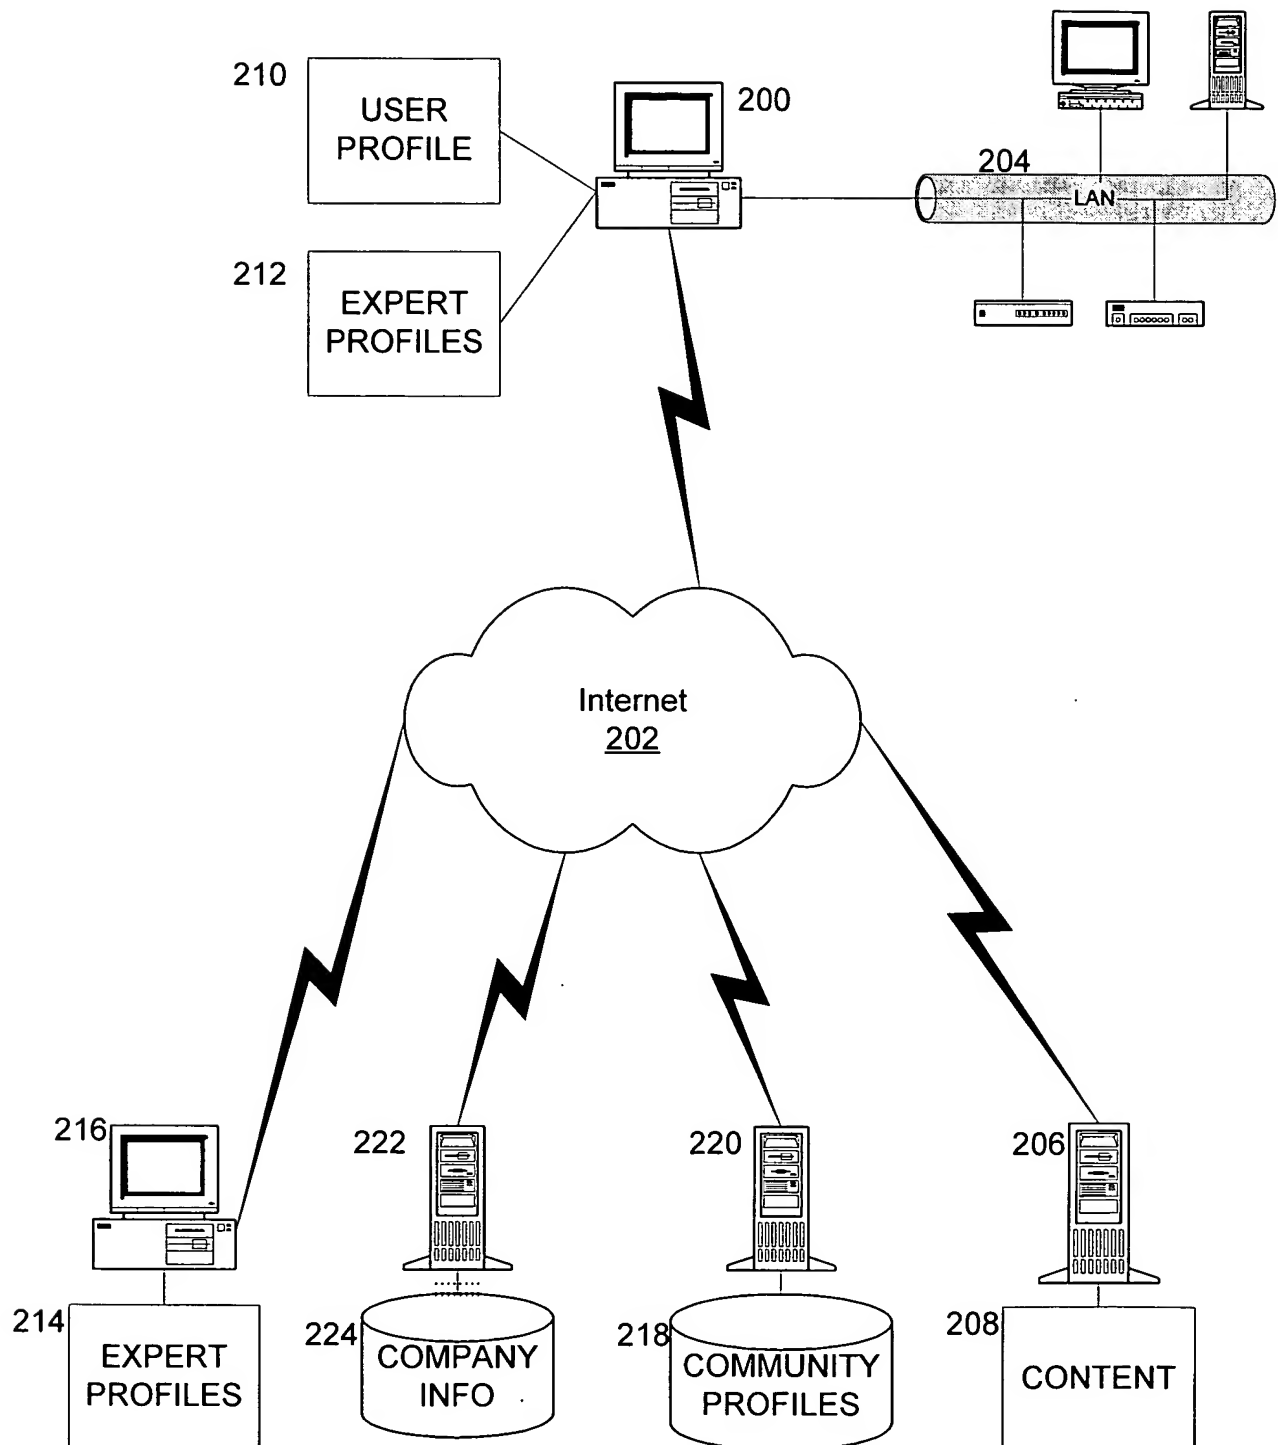 210
USER
PROFILE
200
204
LAN
212
EXPERT
PROFILES
Internet
202
216
222
220
206
214
EXPERT
PROFILES
224
COMPANY
INFO
218
COMMUNITY
PROFILES
208
CONTENT